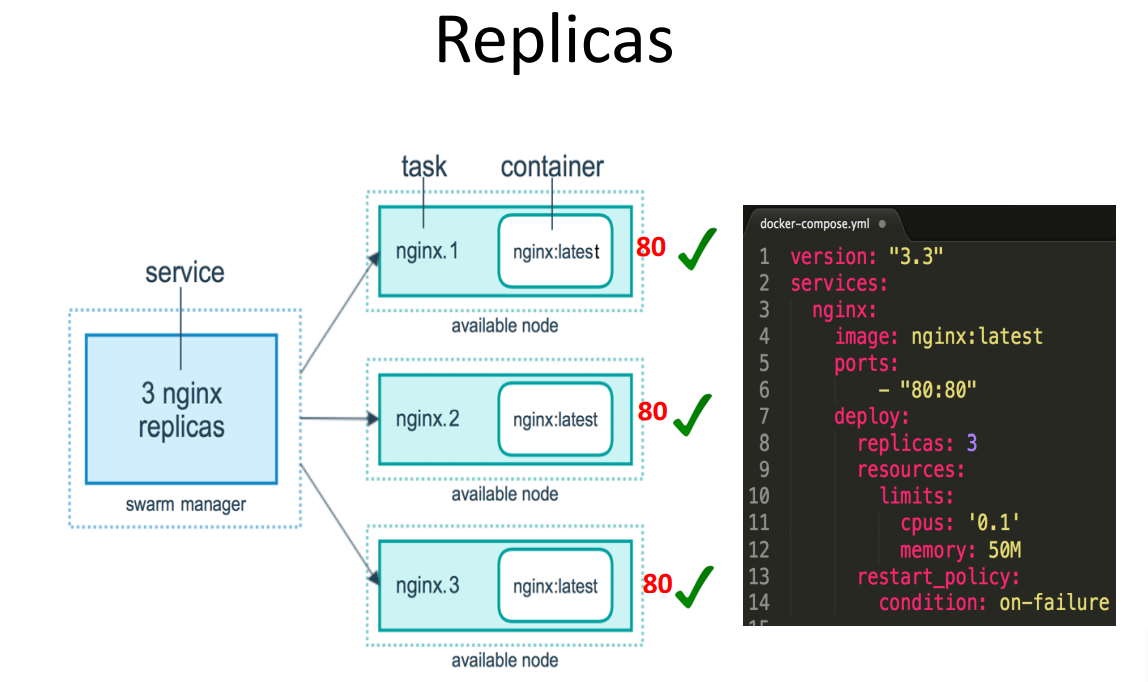 Replicas
task
container
nginx.1
nginx:latest
80
available node
service
3 nginx
replicas
swarm manager
nginx.2
nginx:latest
80
available node
nginx.3
nginx:latest
80
available node
docker-compose.yml
1 version: "3.3"
2 services:
3 nginx:
4 image: nginx:latest
5 ports:
6 - "80:80"
7 deploy:
8 replicas: 3
9 resources:
10 limits:
11 cpus: '0.1'
12 memory: 50M
13 restart_policy:
14 condition: on-failure